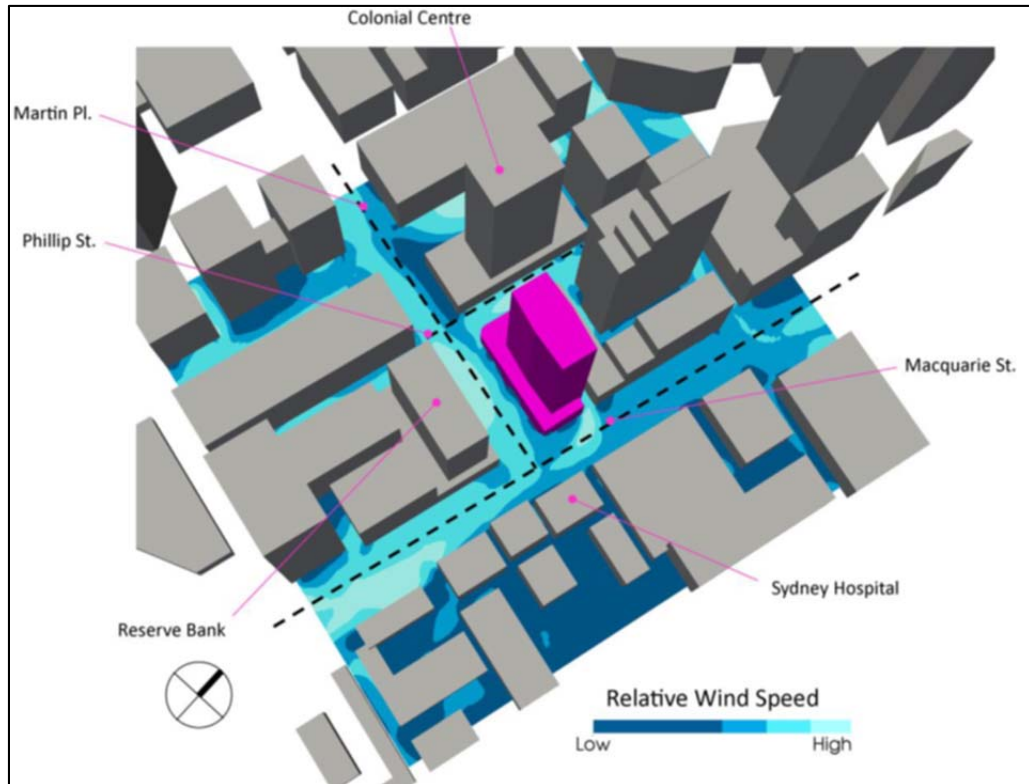 Colonial Centre
Martin Pl.
Phillip St.
Macquarie St.
Sydney Hospital
Reserve Bank
Relative Wind Speed
Low High